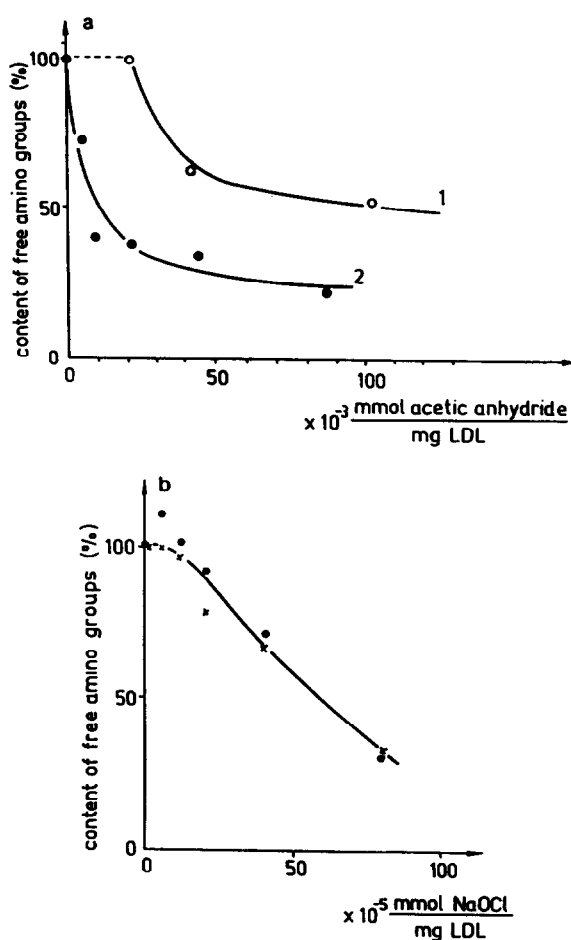 a
content of free amino groups (%)
100
50
0
1
2
0
50
100
x 10⁻³ mmol acetic anhydride
mg LDL
b
content of free amino groups (%)
100
50
0
0
50
100
x 10⁻⁵ mmol NaOCl
mg LDL